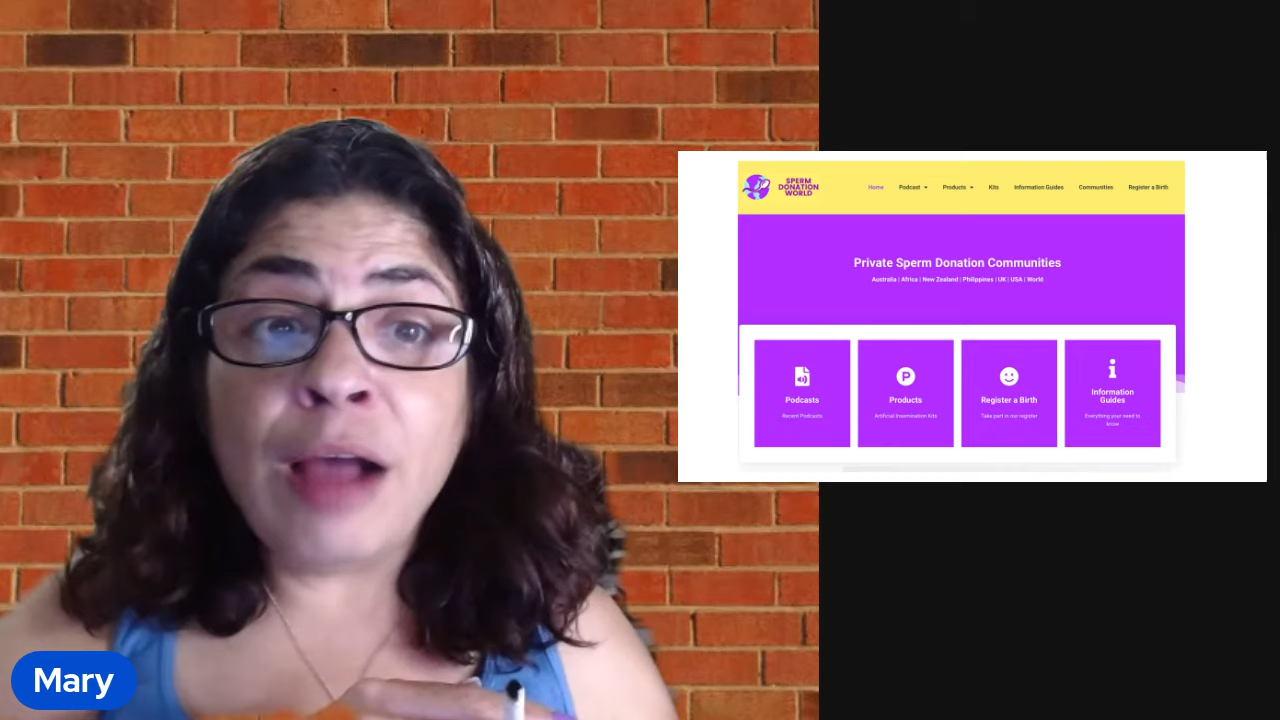 SPERM
DONATION
WORLD
Home Podcast Products Kits Information Guides Communities Register a Birth
Private Sperm Donation Communities
Australia | Africa | New Zealand | Philippines | UK | USA | World
Podcasts
Recent Podcasts
P
Products
Artificial Insemination Kits
Register a Birth
Take part in our register
Information
Guides
Everything your need to
know
Mary